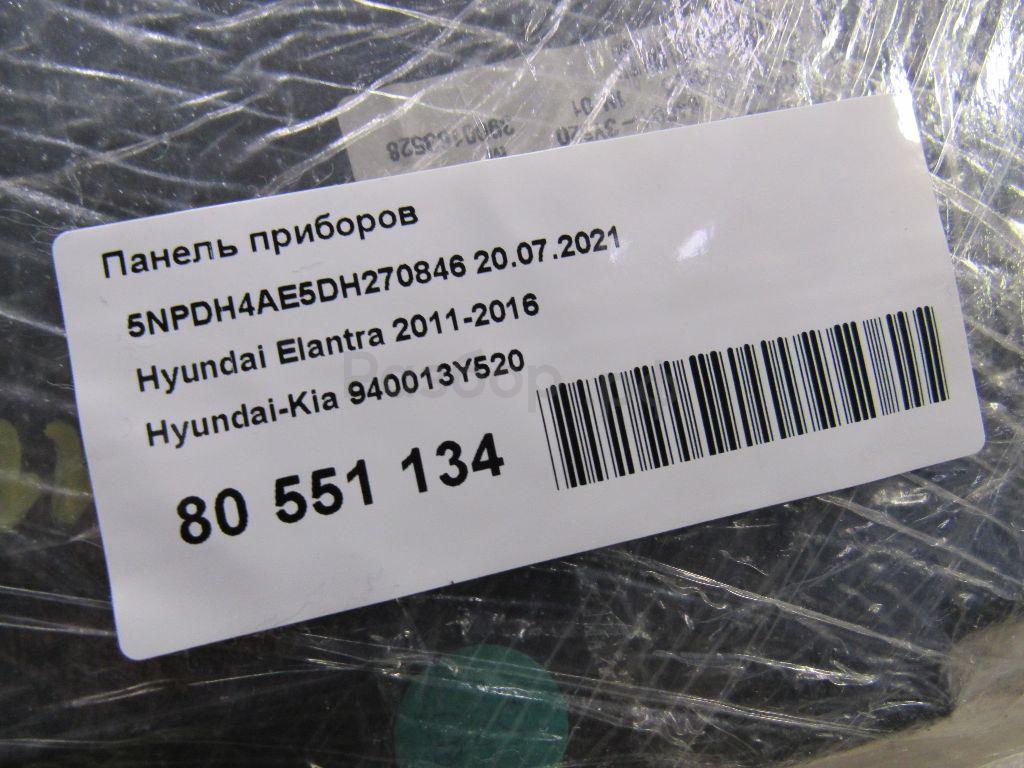 Панель приборов
5NPDH4AE5DH270846 20.07.2021
Hyundai Elantra 2011-2016
Hyundai-Kia 940013Y520
80 551 134